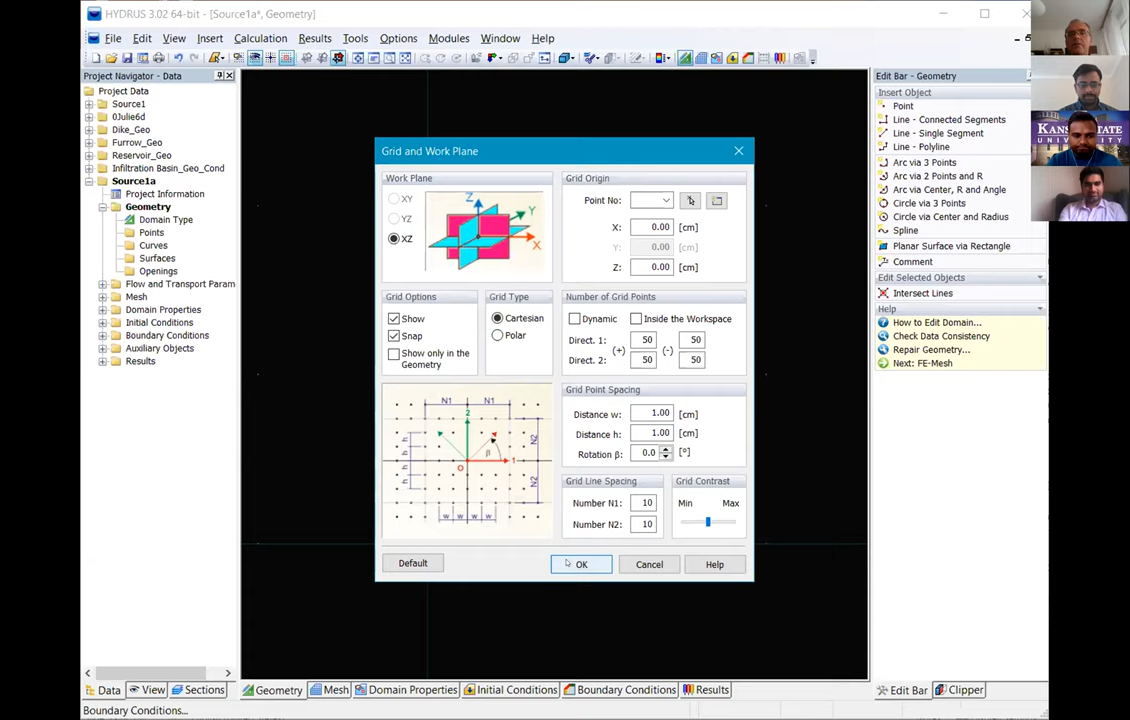 HYDRUS 3.02 64-bit - [Source1a*, Geometry]
File Edit View Insert Calculation Results Tools Options Modules Window Help
Project Navigator - Data
Project Data
Source1
0Julie6d
Dike_Geo
Furrow_Geo
Reservoir_Geo
Infiltration Basin_Geo_Cond
Source1a
Project Information
Geometry
Domain Type
Points
Curves
Surfaces
Openings
Flow and Transport Param
Mesh
Domain Properties
Initial Conditions
Boundary Conditions
Auxiliary Objects
Results
Data View Sections
Grid and Work Plane
Work Plane
XY
YZ
XZ
Z
Y
X
Grid Origin
Point No:
X: 0.00 [cm]
Y: 0.00 [cm]
Z: 0.00 [cm]
Grid Options
Show
Snap
Show only in the
Geometry
Grid Type
Cartesian
Polar
Number of Grid Points
Dynamic Inside the Workspace
Direct. 1: 50 50
(+) (-)
Direct. 2: 50 50
N1 N1
2
N2
h h h h
β
O 1
N2
w w w w
Grid Point Spacing
Distance w: 1.00 [cm]
Distance h: 1.00 [cm]
Rotation β: 0.0 [°]
Grid Line Spacing
Number N1: 10
Number N2: 10
Grid Contrast
Min Max
Default OK Cancel Help
Geometry Mesh Domain Properties Initial Conditions Boundary Conditions Results
Edit Bar - Geometry
Insert Object
Point
Line - Connected Segments
Line - Single Segment
Line - Polyline
Arc via 3 Points
Arc via 2 Points and R
Arc via Center, R and Angle
Circle via 3 Points
Circle via Center and Radius
Spline
Planar Surface via Rectangle
Comment
Edit Selected Objects
Intersect Lines
Help
How to Edit Domain...
Check Data Consistency
Repair Geometry...
Next: FE-Mesh
Edit Bar Clipper
Boundary Conditions...